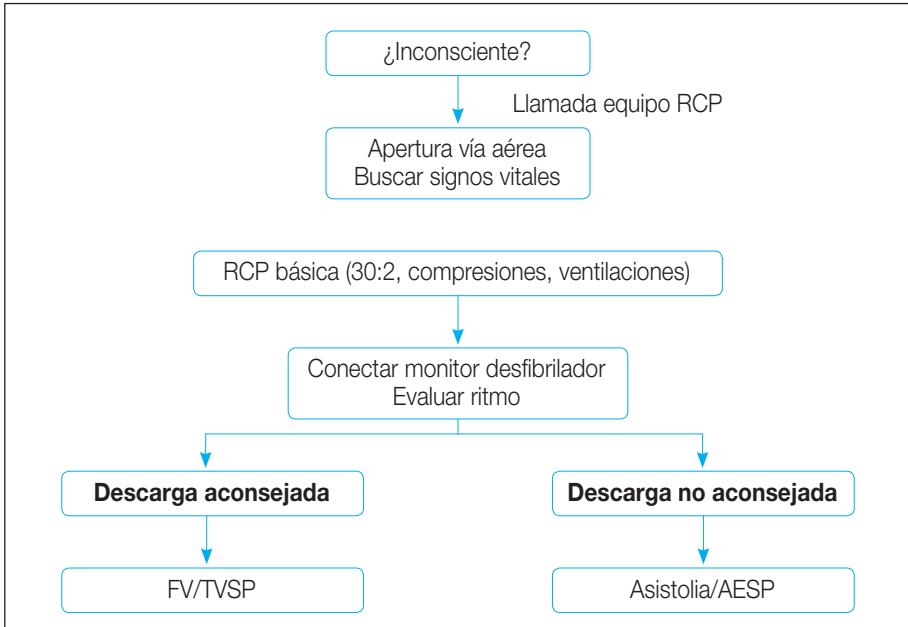 ¿Inconsciente?
Llamada equipo RCP
Apertura vía aérea
Buscar signos vitales
RCP básica (30:2, compresiones, ventilaciones)
Conectar monitor desfibrilador
Evaluar ritmo
Descarga aconsejada
Descarga no aconsejada
FV/TVSP
Asistolia/AESP